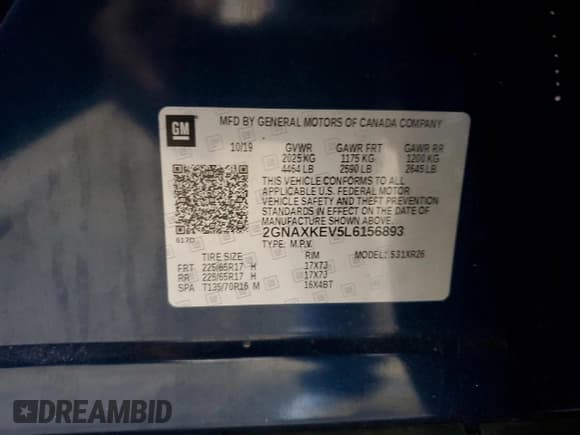 GM
MFD BY GENERAL MOTORS OF CANADA COMPANY
10/19 GVWR GAWR FRT GAWR RR
2025 KG 1175 KG 1200 KG
4464 LB 2590 LB 2645 LB
THIS VEHICLE CONFORMS TO ALL
APPLICABLE U.S. FEDERAL MOTOR
VEHICLE SAFETY AND THEFT PREVENTION
STANDARDS IN EFFECT ON THE DATE OF
MANUFACTURE SHOWN ABOVE.
617D 2GNAXKEV5L6156893
TYPE: M.P.V. MODEL: 531XR26
TIRE SIZE RIM
FRT 225/65R17 H 17X7J
RR 225/65R17 H 17X7J
SPA T135/70R16 M 16X4BT
DREAMBID